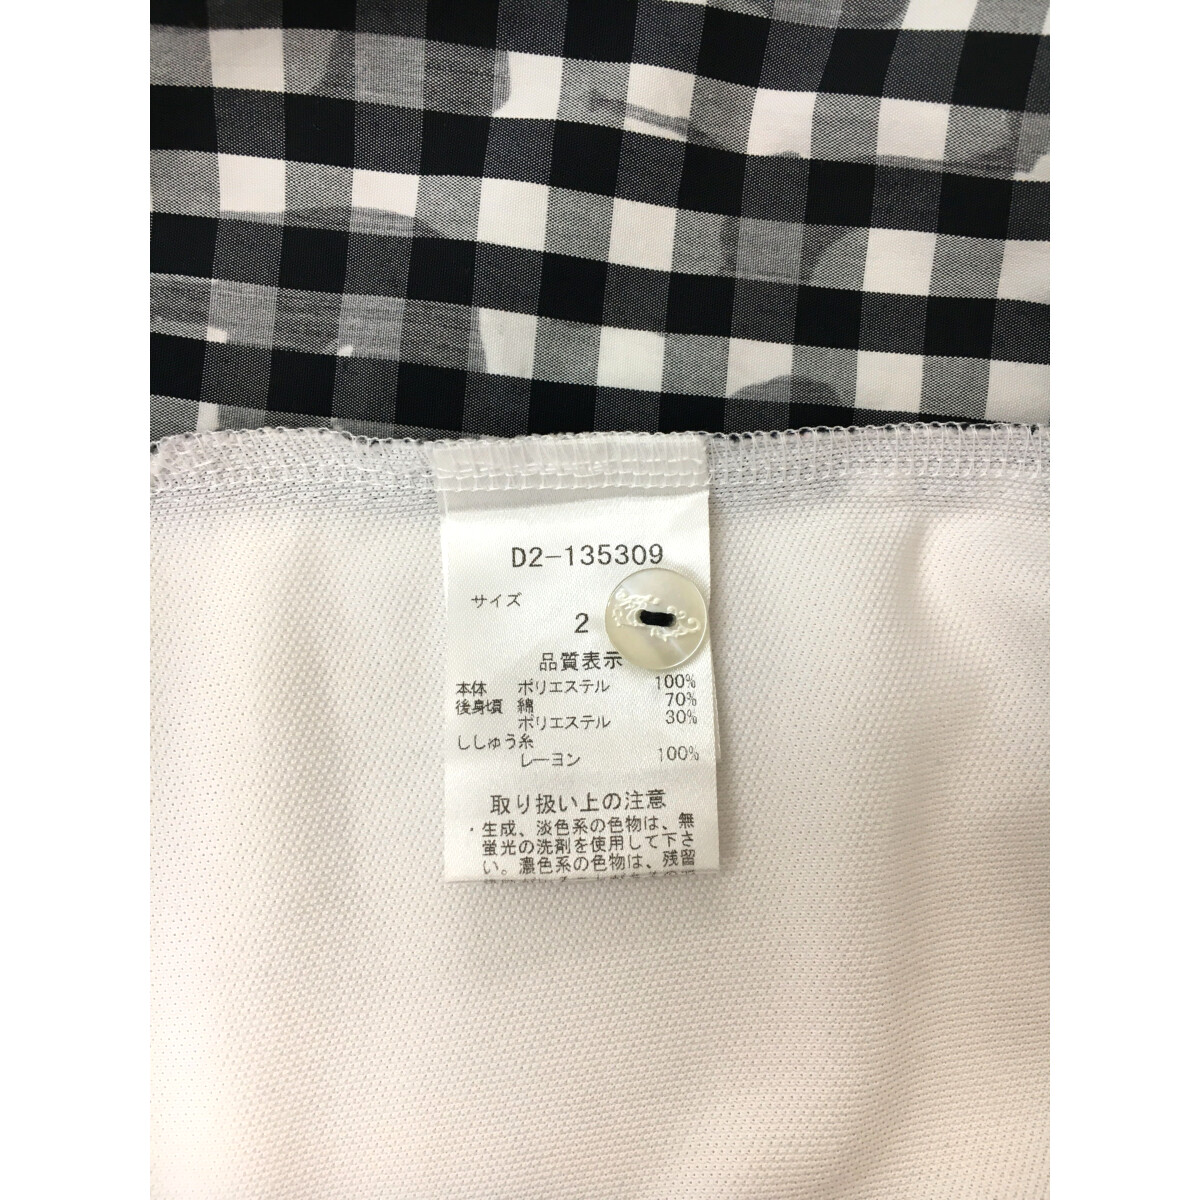 D2-135309
サイズ
2
品質表示
本体 ポリエステル 100%
後身頃 綿 70%
ポリエステル 30%
ししゅう糸
レーヨン 100%
取り扱い上の注意
・生成、淡色系の色物は、無
蛍光の洗剤を使用して下さ
い。濃色系の色物は、残留